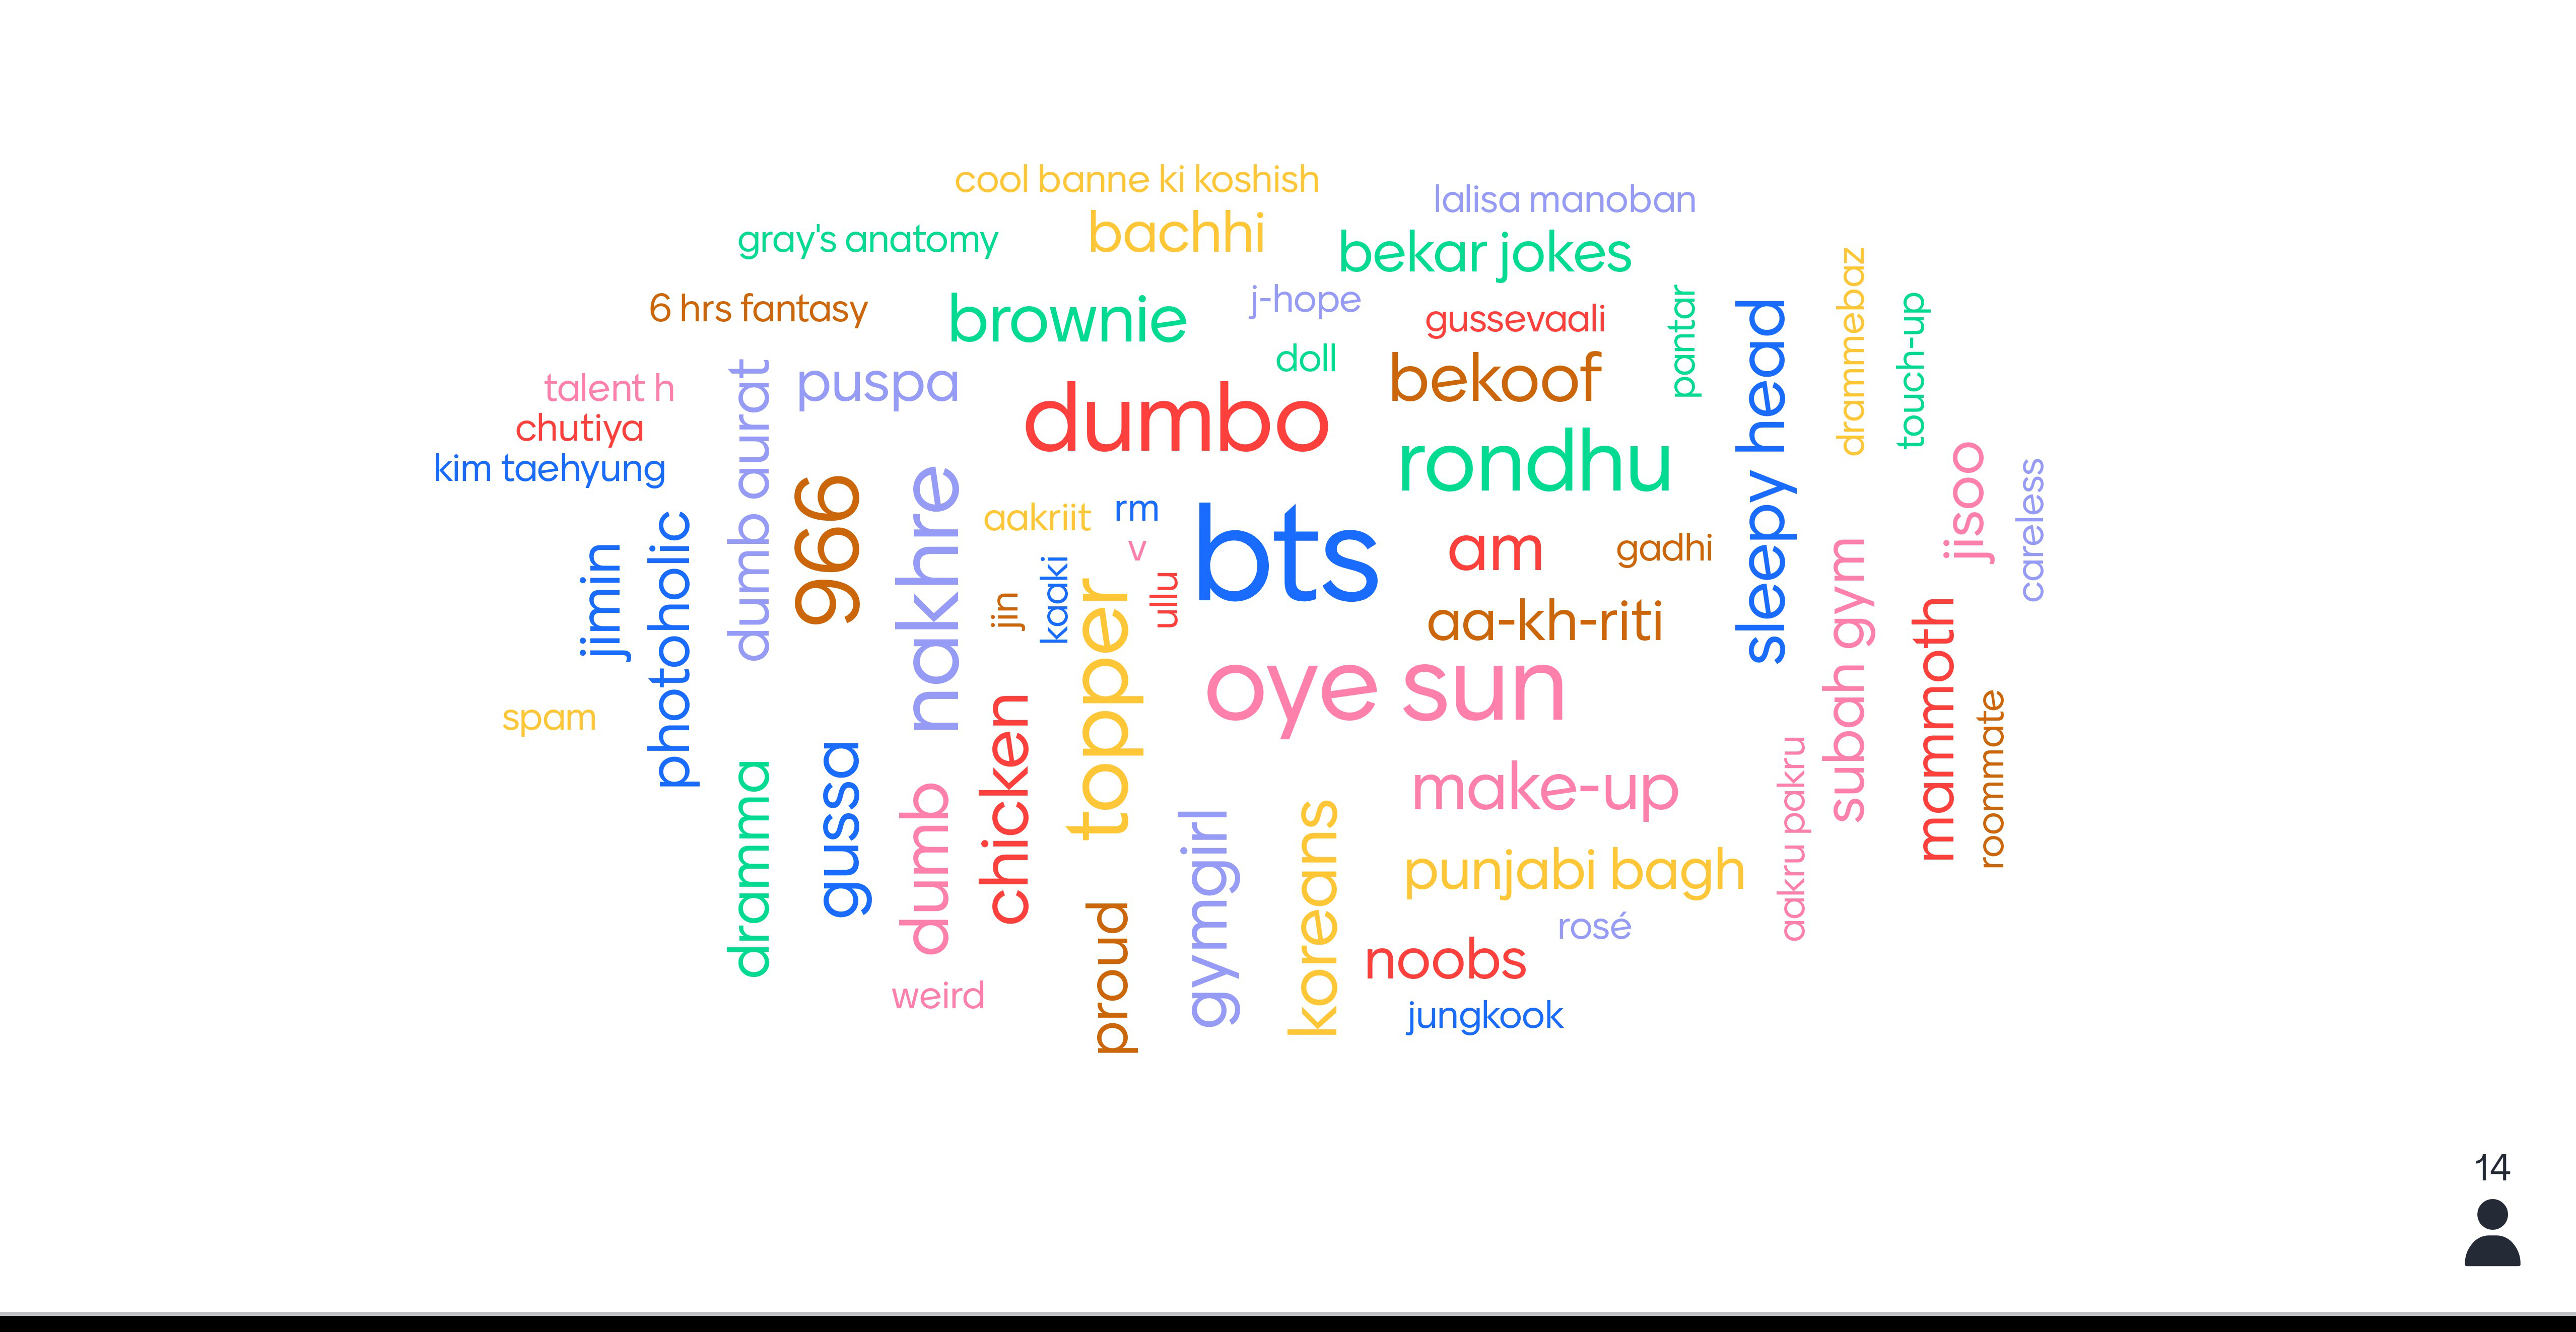 cool banne ki koshish
lalisa manoban
gray's anatomy
bachhi
bekar jokes
6 hrs fantasy
brownie
j-hope
gussevaali
pantar
sleepy head
drammebaz
touch-up
doll
talent h
dumb aurat
puspa
dumbo
bekoof
chutiya
kim taehyung
rondhu
jisoo
careless
966
nakhre
aakriit
rm
v
bts
am
gadhi
jimin
photoholic
jin
kaaki
ullu
topper
aa-kh-riti
subah gym
mammoth
oye sun
spam
roommate
dramma
gussa
dumb
chicken
make-up
aakru pakru
gymgirl
koreans
punjabi bagh
proud
rosé
noobs
weird
jungkook
14